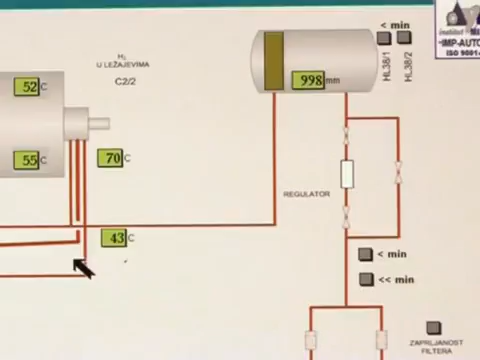 < min
institut
"IMP-AUTO
ISO 9001
H₂
U LEŽAJEVIMA
C2/2
998 mm
HL38/1
HL38/2
52 C
55 C
70 C
REGULATOR
43 C
< min
<< min
ZAPRLJANOST
FILTERA